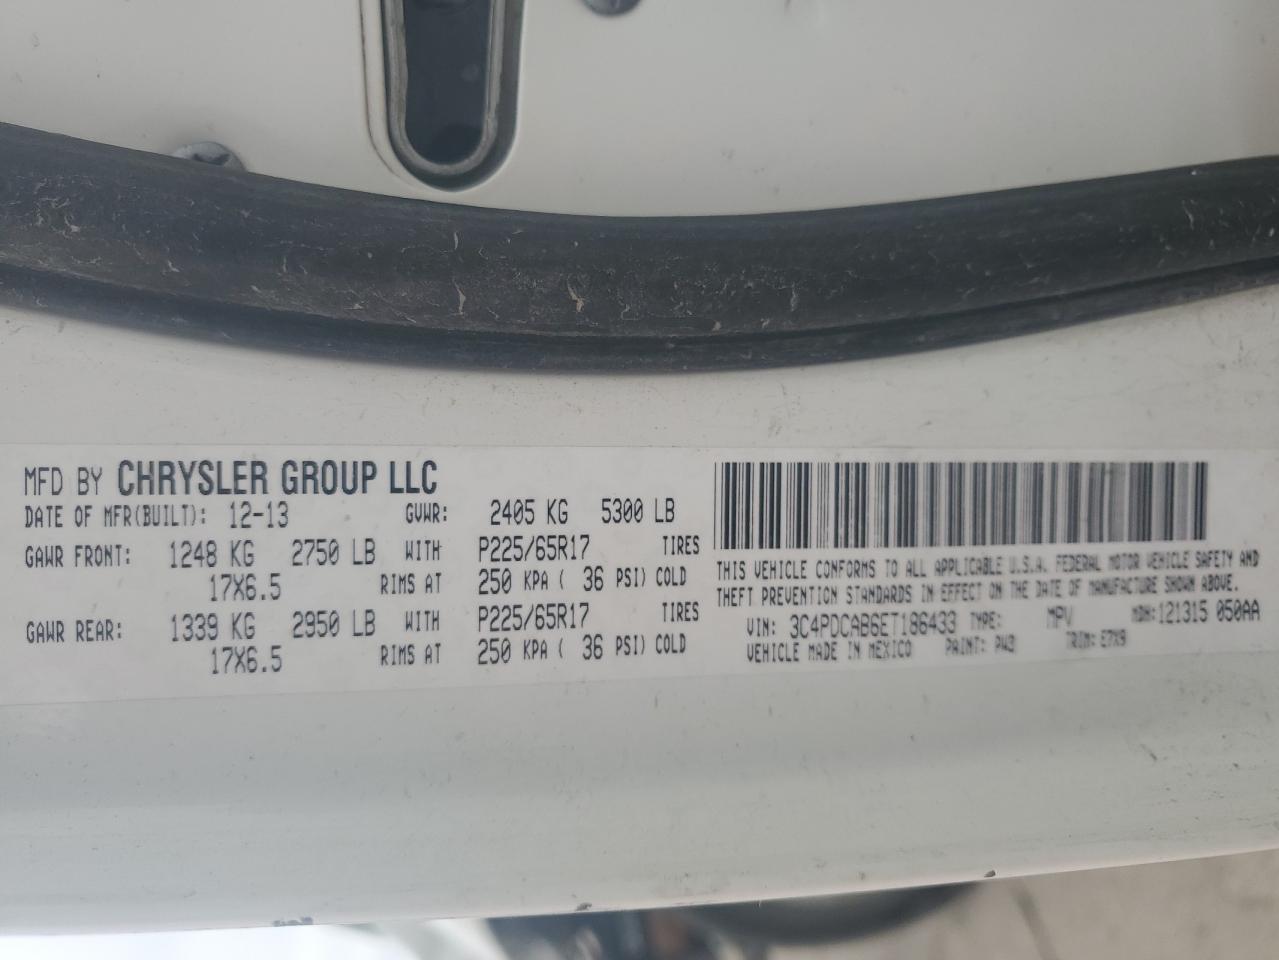 MFD BY CHRYSLER GROUP LLC
DATE OF MFR(BUILT): 12-13 GVWR: 2405 KG 5300 LB
GAWR FRONT: 1248 KG 2750 LB WITH P225/65R17 TIRES
17X6.5 RIMS AT 250 KPA ( 36 PSI) COLD
GAWR REAR: 1339 KG 2950 LB WITH P225/65R17 TIRES
17X6.5 RIMS AT 250 KPA ( 36 PSI) COLD
THIS VEHICLE CONFORMS TO ALL APPLICABLE U.S.A. FEDERAL MOTOR VEHICLE SAFETY AND
THEFT PREVENTION STANDARDS IN EFFECT ON THE DATE OF MANUFACTURE SHOWN ABOVE.
VIN: 3C4PDCAB6ET186433 TYPE: MPV MDH:121315 050AA
VEHICLE MADE IN MEXICO PAINT: PW3 TRIM: E7X9